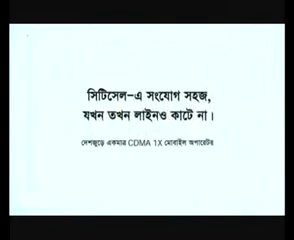 সিটিসেল-এ সংযোগ সহজ,
যখন তখন লাইনও কাটে না।
দেশজুড়ে একমাত্র CDMA 1X মোবাইল অপারেটর